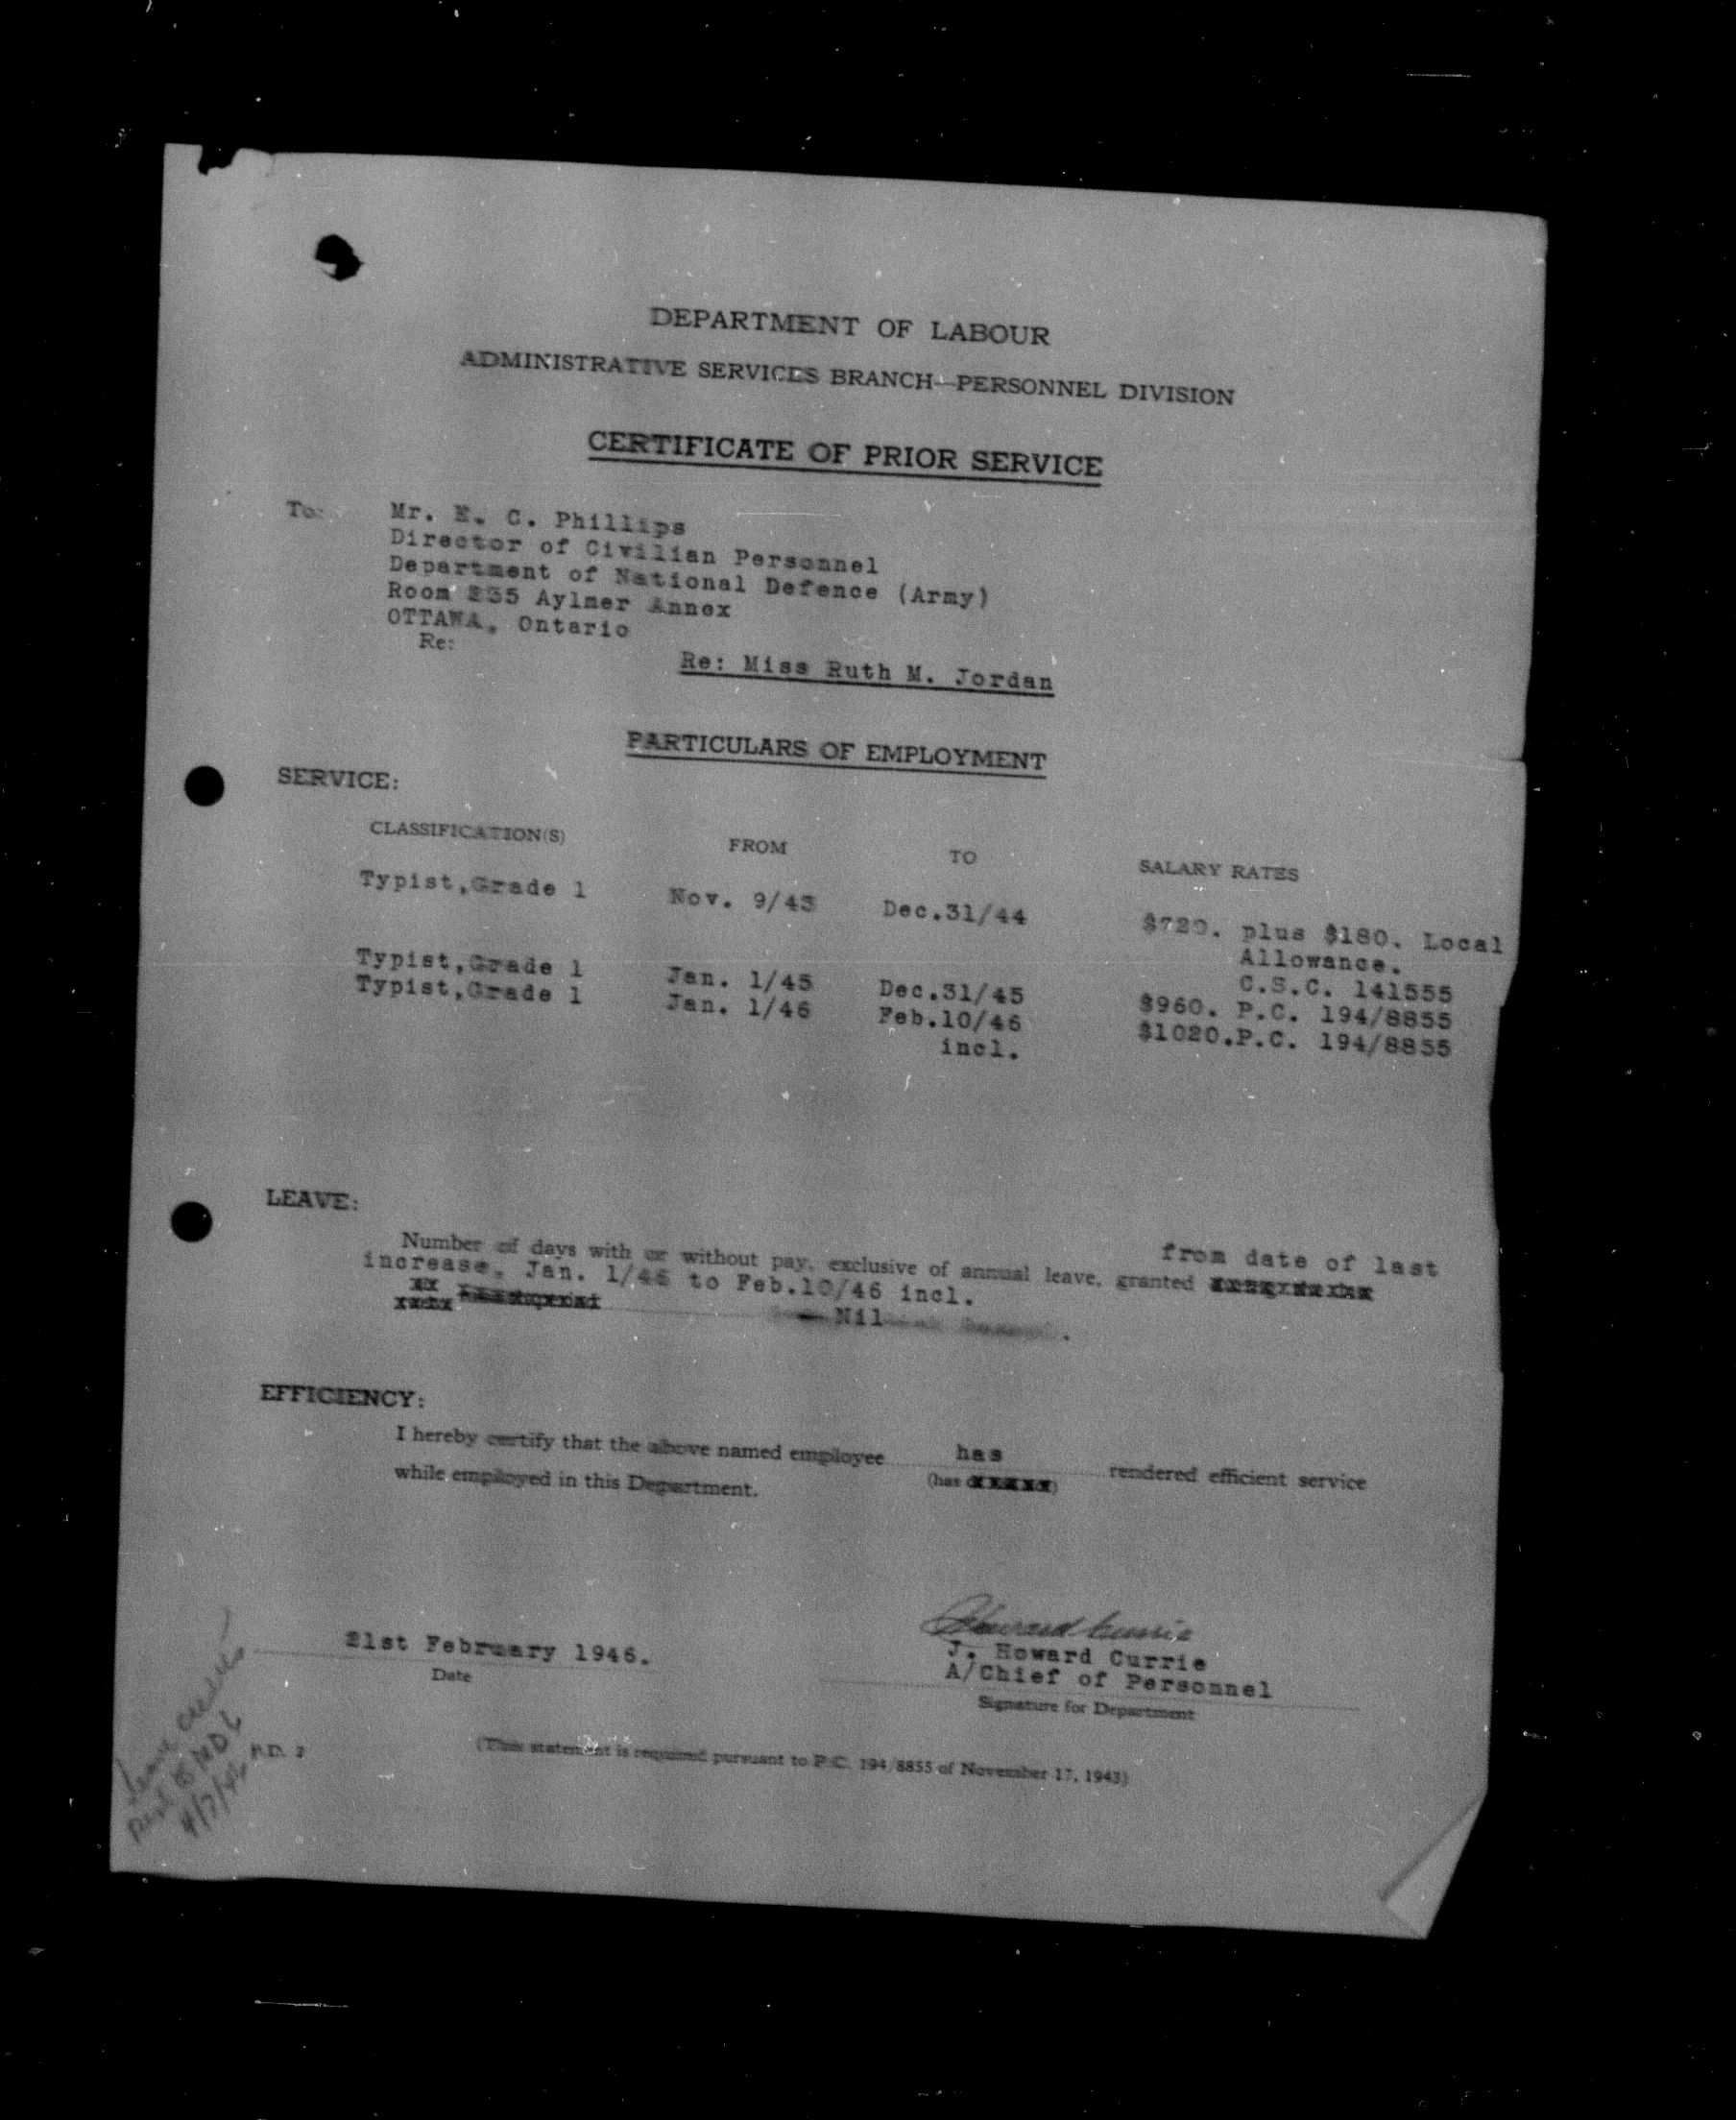 DEPARTMENT OF LABOUR
ADMINISTRATIVE SERVICES BRANCH—PERSONNEL DIVISION
CERTIFICATE OF PRIOR SERVICE
To: Mr. E. C. Phillips
Director of Civilian Personnel
Department of National Defence (Army)
Room 235 Aylmer Annex
OTTAWA, Ontario
Re:
Re: Miss Ruth M. Jordan
PARTICULARS OF EMPLOYMENT
SERVICE:
CLASSIFICATION(S) FROM TO SALARY RATES
Typist,Grade 1 Nov. 9/43 Dec.31/44 $720. plus $180. Local
Allowance.
C.S.C. 141555
Typist,Grade 1 Jan. 1/45 Dec.31/45 $960. P.C. 194/8855
Typist,Grade 1 Jan. 1/46 Feb.10/46 $1020.P.C. 194/8855
incl.
LEAVE:
from date of last
Number of days with or without pay, exclusive of annual leave, granted
increase, Jan. 1/46 to Feb.10/46 incl.
Nil .
EFFICIENCY:
I hereby certify that the above named employee has rendered efficient service
(has
while employed in this Department.
21st February 1946.
Date
J. Howard Currie
A/Chief of Personnel
Signature for Department
P.D. 2
(This statement is required pursuant to P.C. 194/8855 of November 17, 1943)
Leave
4/7/46